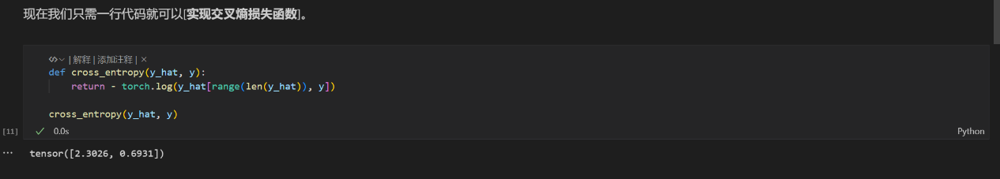 现在我们只需一行代码就可以[实现交叉熵损失函数]。
| 解释 | 添加注释 | ×
def cross_entropy(y_hat, y):
return - torch.log(y_hat[range(len(y_hat)), y])
cross_entropy(y_hat, y)
[11] ✓ 0.0s Python
··· tensor([2.3026, 0.6931])